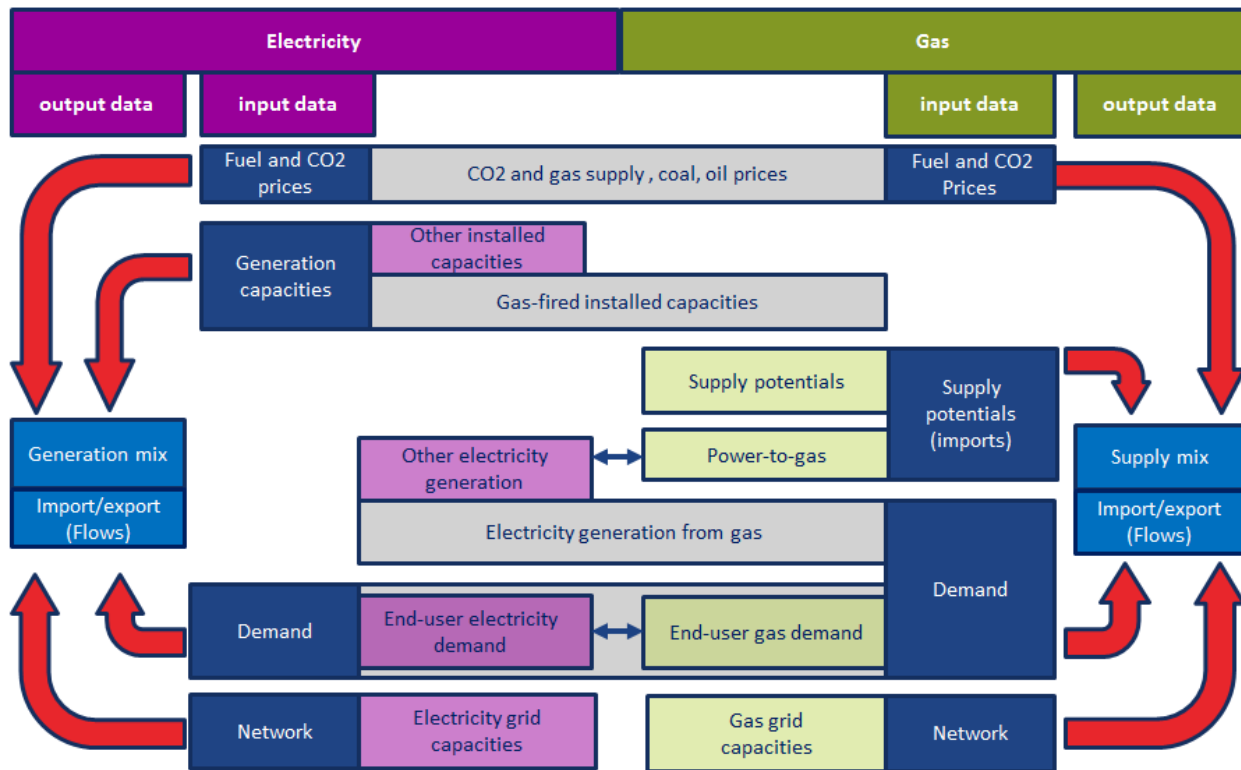 Electricity
Gas
output data
input data
input data
output data
Fuel and CO2
prices
CO2 and gas supply , coal, oil prices
Fuel and CO2
Prices
Generation
capacities
Other installed
capacities
Gas-fired installed capacities
Supply potentials
Supply
potentials
(imports)
Generation mix
Other electricity
generation
Power-to-gas
Supply mix
Import/export
(Flows)
Electricity generation from gas
Import/export
(Flows)
Demand
Demand
End-user electricity
demand
End-user gas demand
Network
Electricity grid
capacities
Gas grid
capacities
Network